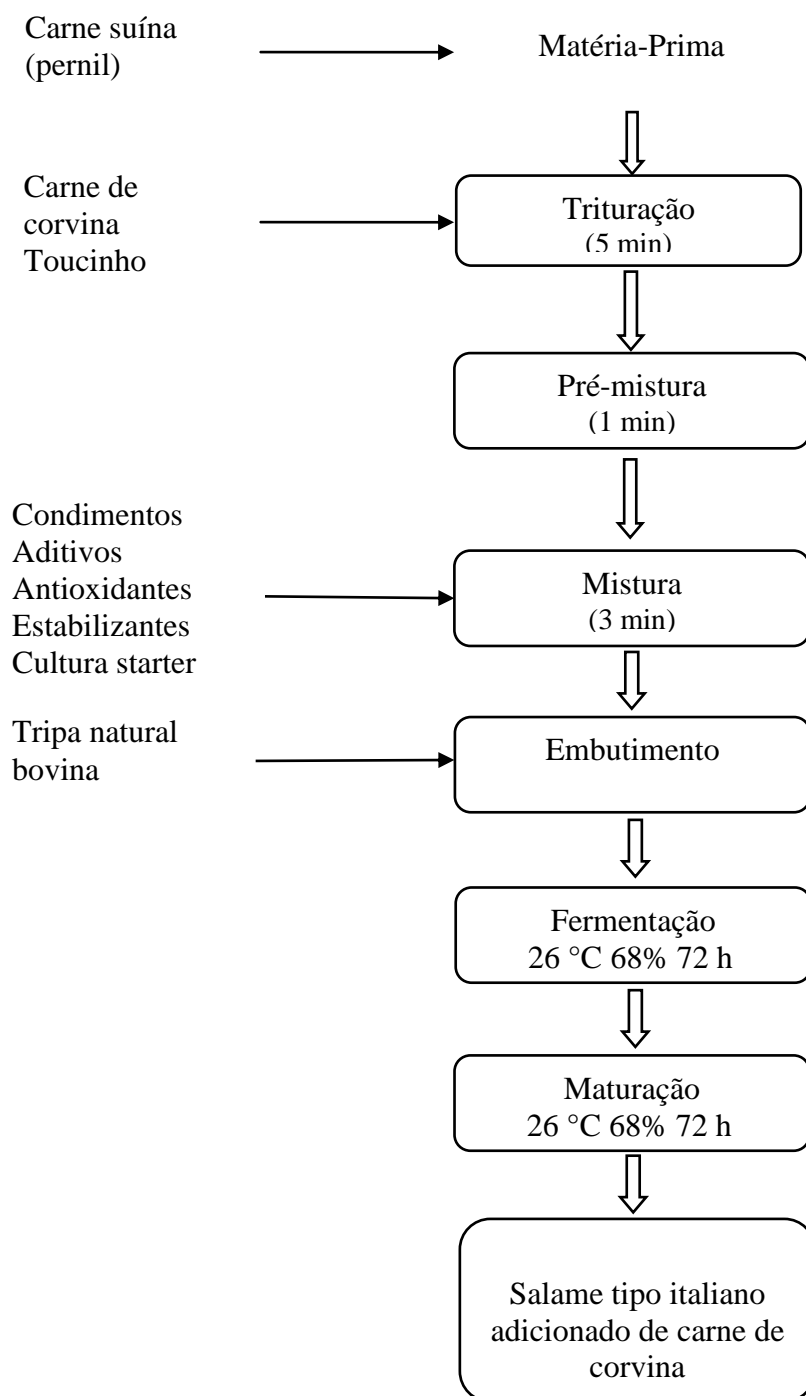 Carne suína
(pernil)
Matéria-Prima
Carne de
corvina
Toucinho
Trituração
(5 min)
Pré-mistura
(1 min)
Condimentos
Aditivos
Antioxidantes
Estabilizantes
Cultura starter
Mistura
(3 min)
Tripa natural
bovina
Embutimento
Fermentação
26 °C 68% 72 h
Maturação
26 °C 68% 72 h
Salame tipo italiano
adicionado de carne de
corvina